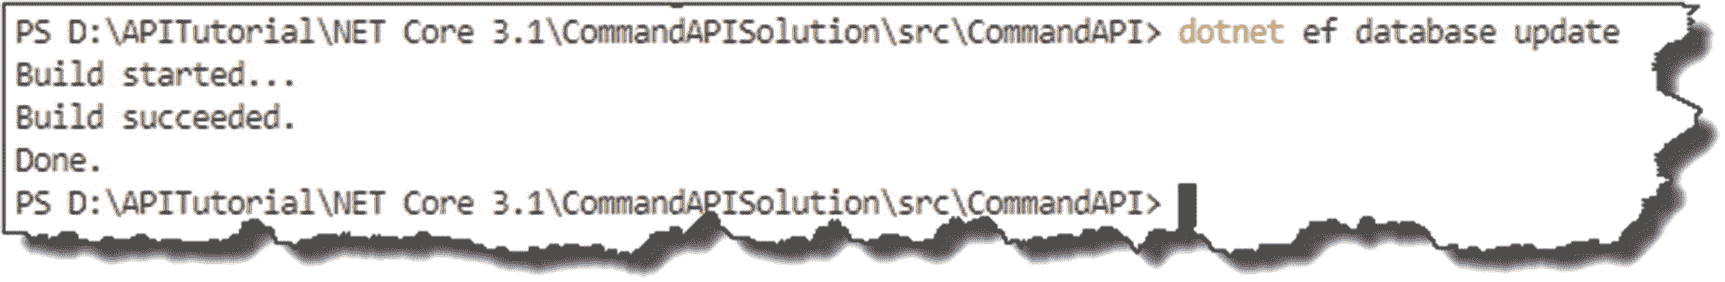 PS D:\APITutorial\NET Core 3.1\CommandAPISolution\src\CommandAPI> dotnet ef database update
Build started...
Build succeeded.
Done.
PS D:\APITutorial\NET Core 3.1\CommandAPISolution\src\CommandAPI>